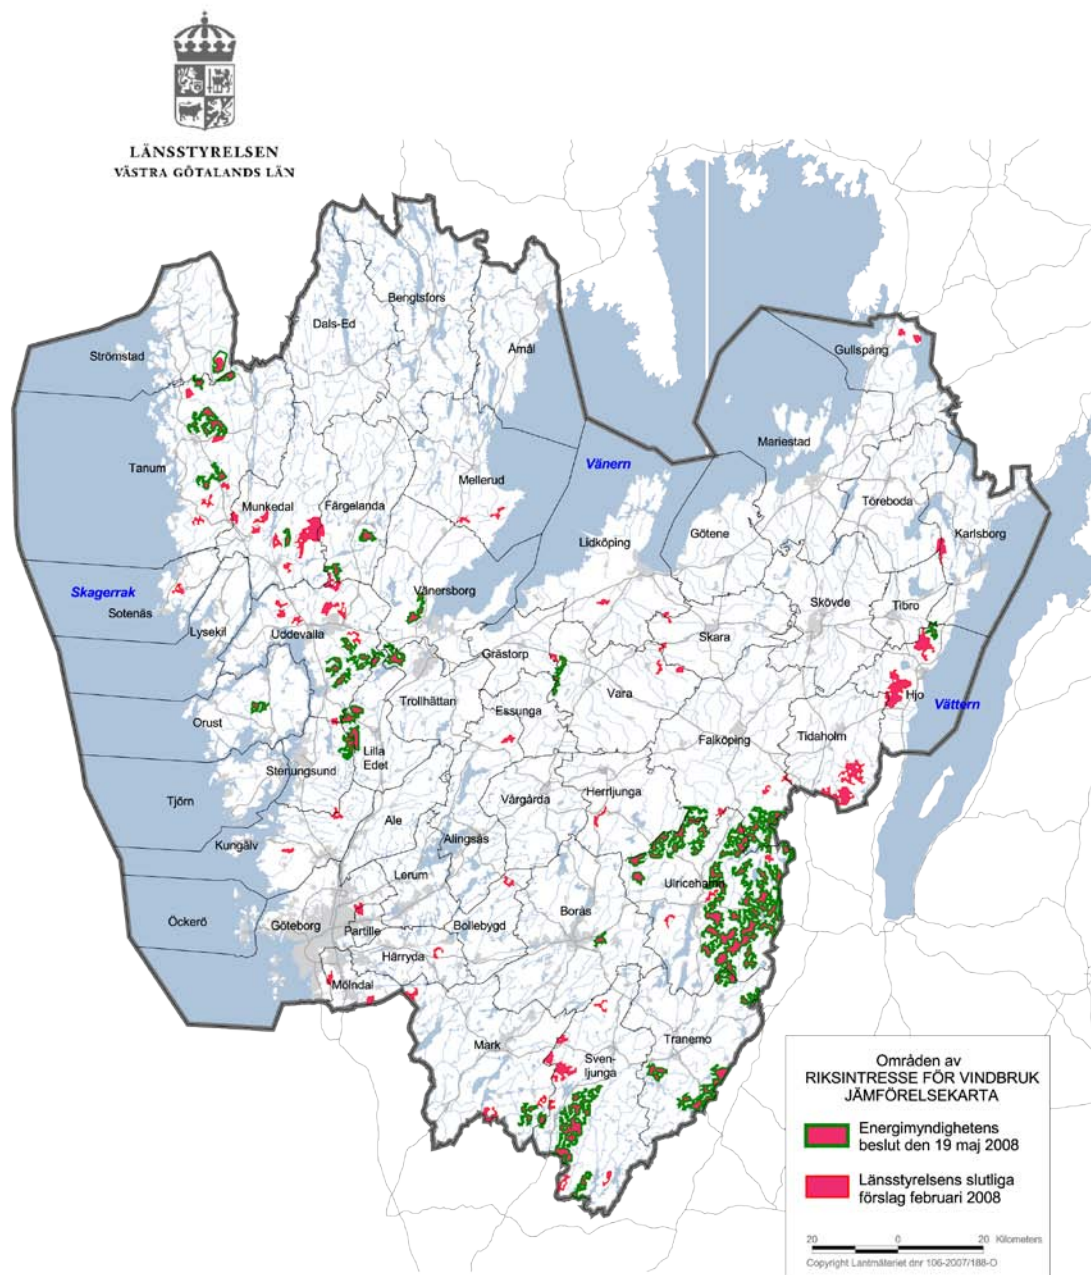 LÄNSSTYRELSEN
VÄSTRA GÖTALANDS LÄN
Bengtsfors
Dals-Ed
Åmål
Strömstad
Gullspång
Mariestad
Vänern
Tanum
Mellerud
Munkedal
Färgelanda
Töreboda
Götene
Karlsborg
Lidköping
Skagerrak
Vänersborg
Sotenäs
Skövde
Tibro
Lysekil
Uddevalla
Skara
Grästorp
Trollhättan
Vara
Hjo
Vättern
Essunga
Orust
Falköping
Tidaholm
Lilla
Edet
Stenungsund
Tjörn
Vårgårda
Herrljunga
Ale
Alingsås
Kungälv
Lerum
Ulricehamn
Öckerö
Göteborg
Partille
Bollebygd
Borås
Härryda
Mölndal
Mark
Tranemo
Sven-
ljunga
Områden av
RIKSINTRESSE FÖR VINDBRUK
JÄMFÖRELSEKARTA
Energimyndighetens
beslut den 19 maj 2008
Länsstyrelsens slutliga
förslag februari 2008
20 0 20 Kilometers
Copyright Lantmäteriet dnr 106-2007/188-O